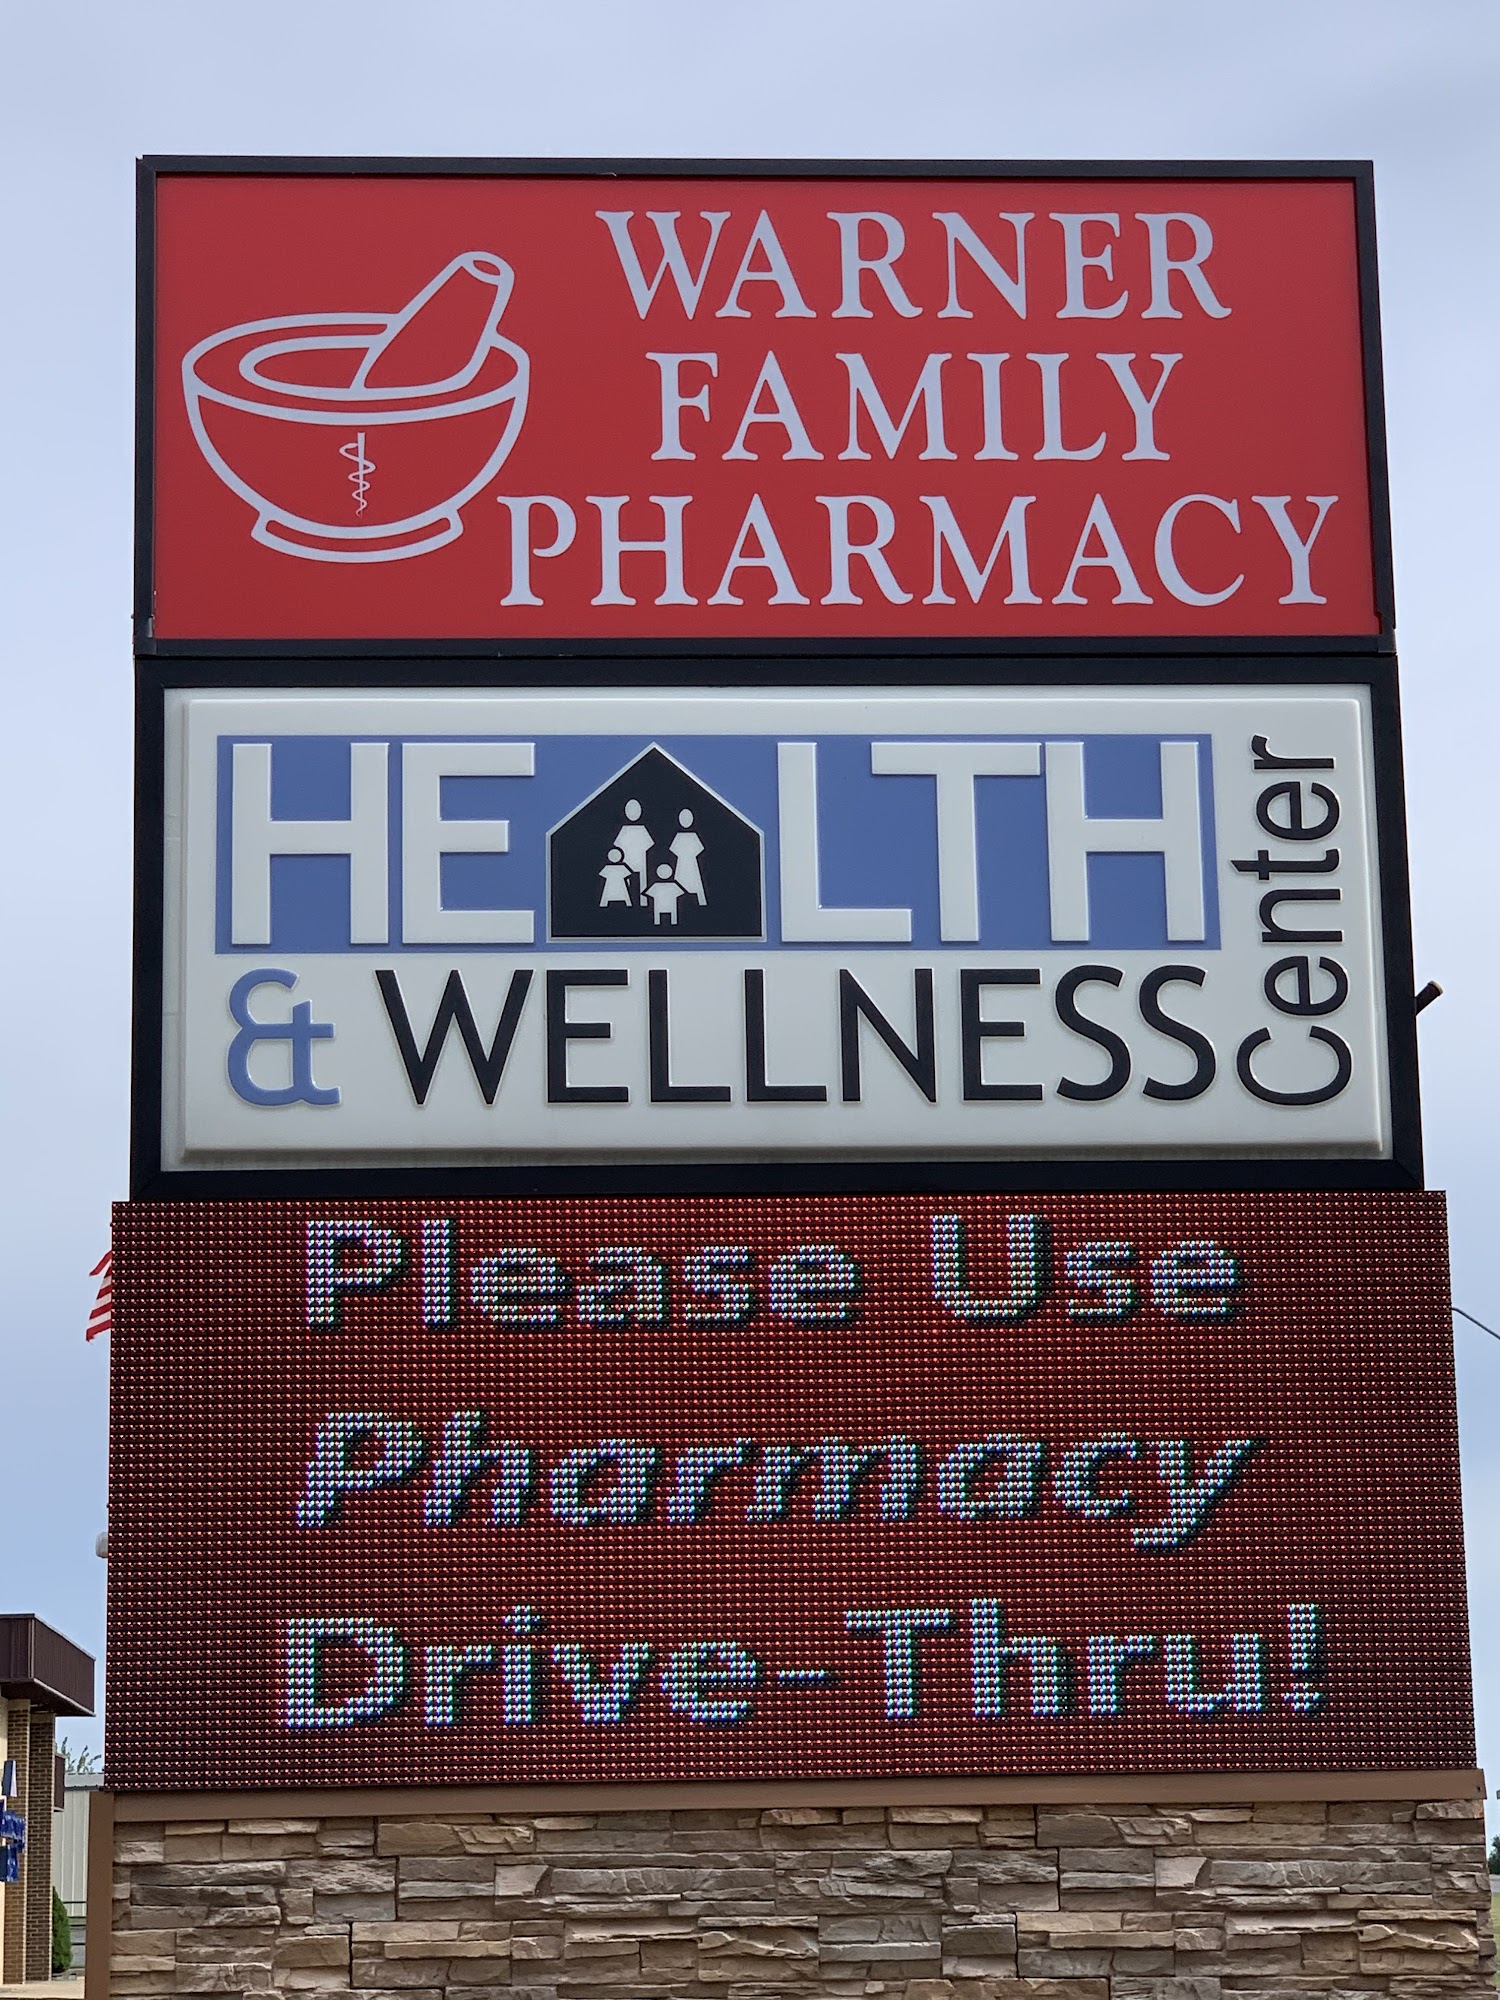 WARNER
FAMILY
PHARMACY
HEALTH
& WELLNESS
Center
Please Use
Pharmacy
Drive-Thru!